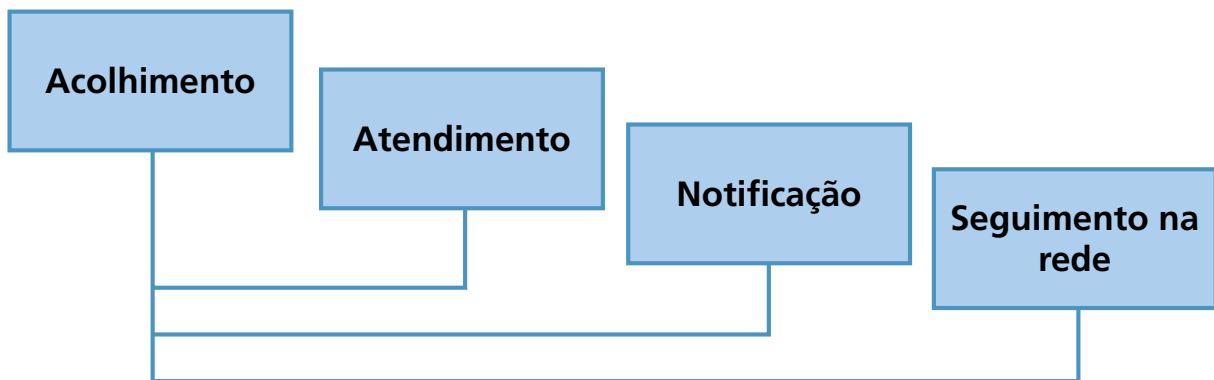 Acolhimento
Atendimento
Notificação
Seguimento na
rede